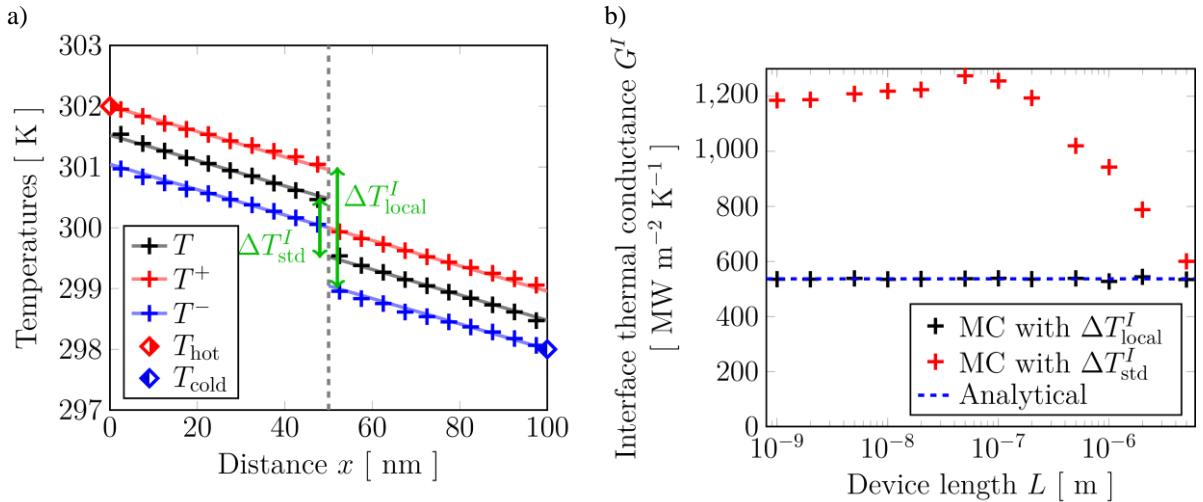 a)
303
302
301
300
299
298
297
Temperatures [ K ]
ΔT^I_local
ΔT^I_std
T
T^+
T^-
T_hot
T_cold
0 20 40 60 80 100
Distance x [ nm ]
b)
Interface thermal conductance G^I
[ MW m^-2 K^-1 ]
1,200
1,000
800
600
400
200
0
MC with ΔT^I_local
MC with ΔT^I_std
Analytical
10^-9 10^-8 10^-7 10^-6
Device length L [ m ]